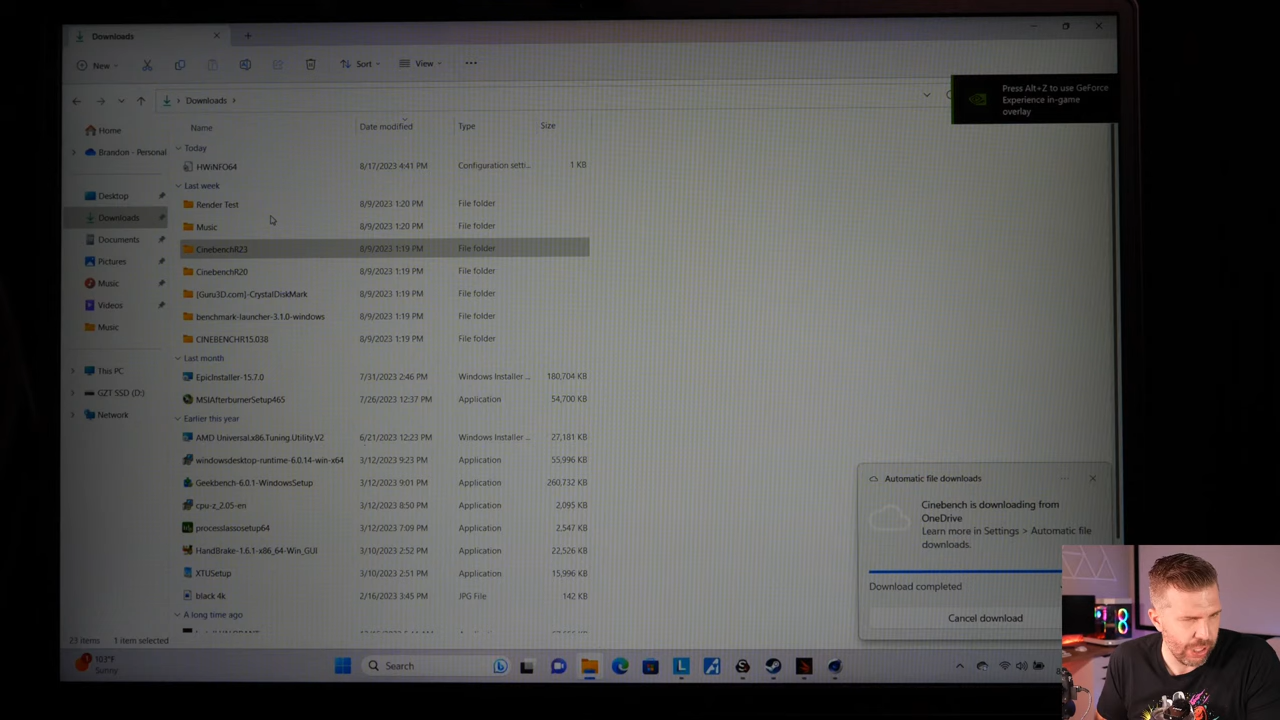 Downloads
New
Sort
View
Downloads
Press Alt+Z to use GeForce
Experience in-game
overlay
Name Date modified Type Size
Home
Brandon - Personal
Desktop
Downloads
Documents
Pictures
Music
Videos
Music
This PC
GZT SSD (D:)
Network
Today
HWiNFO64 8/17/2023 4:41 PM Configuration setti... 1 KB
Last week
Render Test 8/9/2023 1:20 PM File folder
Music 8/9/2023 1:20 PM File folder
CinebenchR23 8/9/2023 1:19 PM File folder
CinebenchR20 8/9/2023 1:19 PM File folder
[Guru3D.com]-CrystalDiskMark 8/9/2023 1:19 PM File folder
benchmark-launcher-3.1.0-windows 8/9/2023 1:19 PM File folder
CINEBENCHR15.038 8/9/2023 1:19 PM File folder
Last month
EpicInstaller-15.7.0 7/31/2023 2:46 PM Windows Installer ... 180,704 KB
MSIAfterburnerSetup465 7/26/2023 12:37 PM Application 54,700 KB
Earlier this year
AMD Universal.x86.Tuning.Utility.V2 6/21/2023 12:23 PM Windows Installer ... 27,181 KB
windowsdesktop-runtime-6.0.14-win-x64 3/12/2023 9:23 PM Application 55,996 KB
Geekbench-6.0.1-WindowsSetup 3/12/2023 9:01 PM Application 260,732 KB
cpu-z_2.05-en 3/12/2023 8:50 PM Application 2,095 KB
processlassosetup64 3/12/2023 7:09 PM Application 2,547 KB
HandBrake-1.6.1-x86_64-Win_GUI 3/10/2023 2:52 PM Application 22,526 KB
XTUSetup 3/10/2023 2:51 PM Application 15,996 KB
black 4k 2/16/2023 3:45 PM JPG File 142 KB
A long time ago
Automatic file downloads
Cinebench is downloading from
OneDrive
Learn more in Settings > Automatic file
downloads.
Download completed
Cancel download
23 items 1 item selected
103°F
Sunny
Search